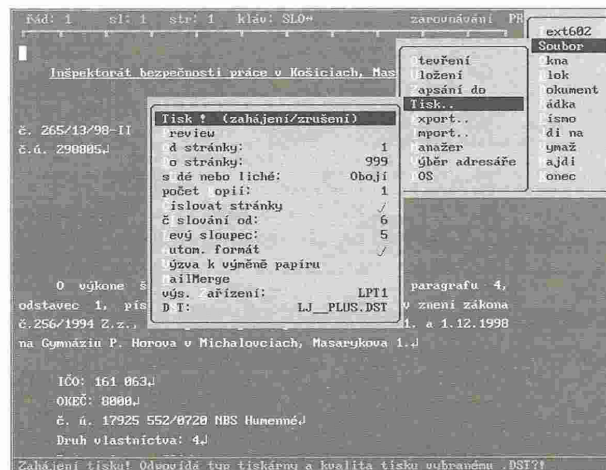 řád: 1 sl: 1 str: 1 kláv: SLO zarovnávání PR
ext602
Soubor
kna
lok
okument
ádka
ísmo
di na
ymaž
ajdi
onec
tevření
ložení
apsání do
Tisk..
xport..
mport..
anažer
ýběr adresáře
OS
Inšpektorát bezpečnosti práce v Košiciach, Mas
č. 265/13/98-II
č.ú. 298805,
Tisk ! (zahájení/zrušení)
review
d stránky: 1
o stránky: 999
s dé nebo liché: Obojí
počet opií: 1
islovat stránky √
č slování od: 6
evý sloupec: 5
utom. formát √
ýzva k výměně papíru
ailMerge
výs. ařízení: LPT1
D T: LJ__PLUS.DST
O výkone š paragrafu 4,
odstavec 1, pís v znení zákona
č.256/1994 Z.z., 1. a 1.12.1998
na Gymnáziu P. Horova v Michalovciach, Masarykova 1.
IČO: 161 063,
OKEČ: 8000,
č. ú. 17925 552/0720 NBS Humenné
Druh vlastníctva: 4,
Zahájení tisku! Odpovídá typ tiskárny a kvalita tisku vybranému .DST?!